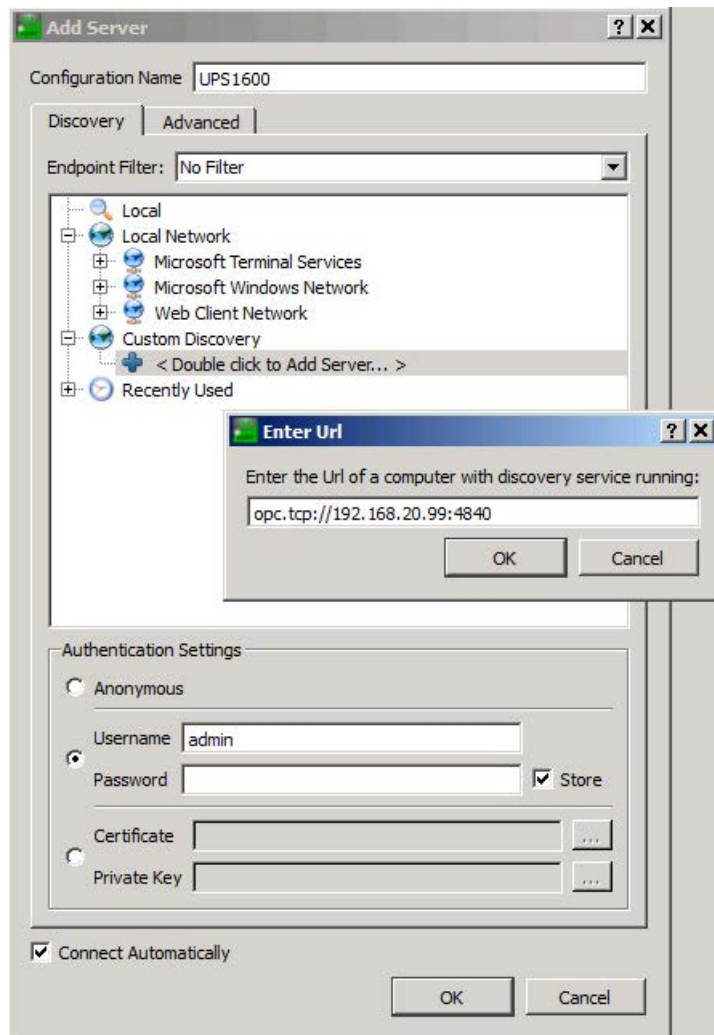 Add Server
Configuration Name UPS1600
Discovery Advanced
Endpoint Filter: No Filter
Local
Local Network
Microsoft Terminal Services
Microsoft Windows Network
Web Client Network
Custom Discovery
< Double click to Add Server... >
Recently Used
Enter Url
Enter the Url of a computer with discovery service running:
opc.tcp://192.168.20.99:4840
OK Cancel
Authentication Settings
Anonymous
Username admin
Password Store
Certificate ...
Private Key ...
Connect Automatically
OK Cancel